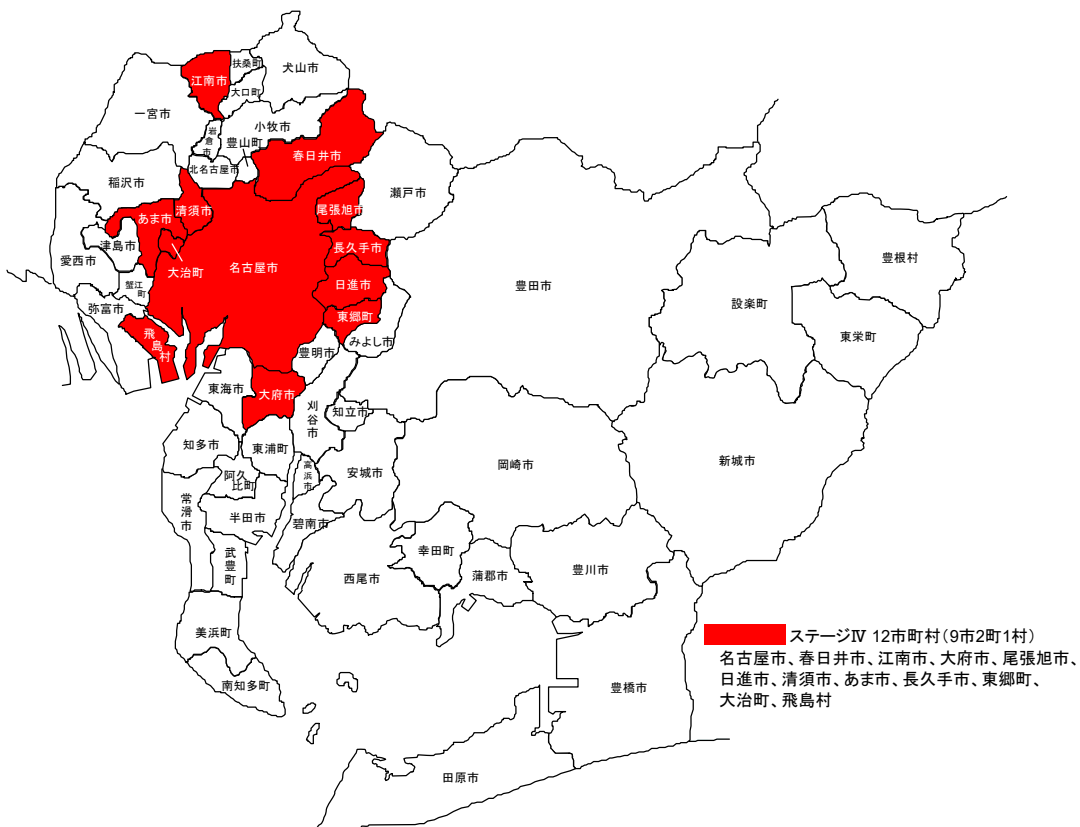 扶桑町
犬山市
江南市
大口町
一宮市
岩倉市
豊山町
小牧市
春日井市
北名古屋市
瀬戸市
稲沢市
清須市
尾張旭市
あま市
津島市
長久手市
愛西市
大治町
名古屋市
日進市
豊田市
豊根村
設楽町
蟹江町
弥富市
東郷町
飛島村
豊明市
みよし市
東栄町
東海市
大府市
刈谷市
知立市
知多市
東浦町
安城市
岡崎市
新城市
阿久比町
高浜市
常滑市
半田市
碧南市
幸田町
武豊町
西尾市
蒲郡市
豊川市
美浜町
南知多町
豊橋市
田原市
ステージⅣ 12市町村(9市2町1村)
名古屋市、春日井市、江南市、大府市、尾張旭市、
日進市、清須市、あま市、長久手市、東郷町、
大治町、飛島村